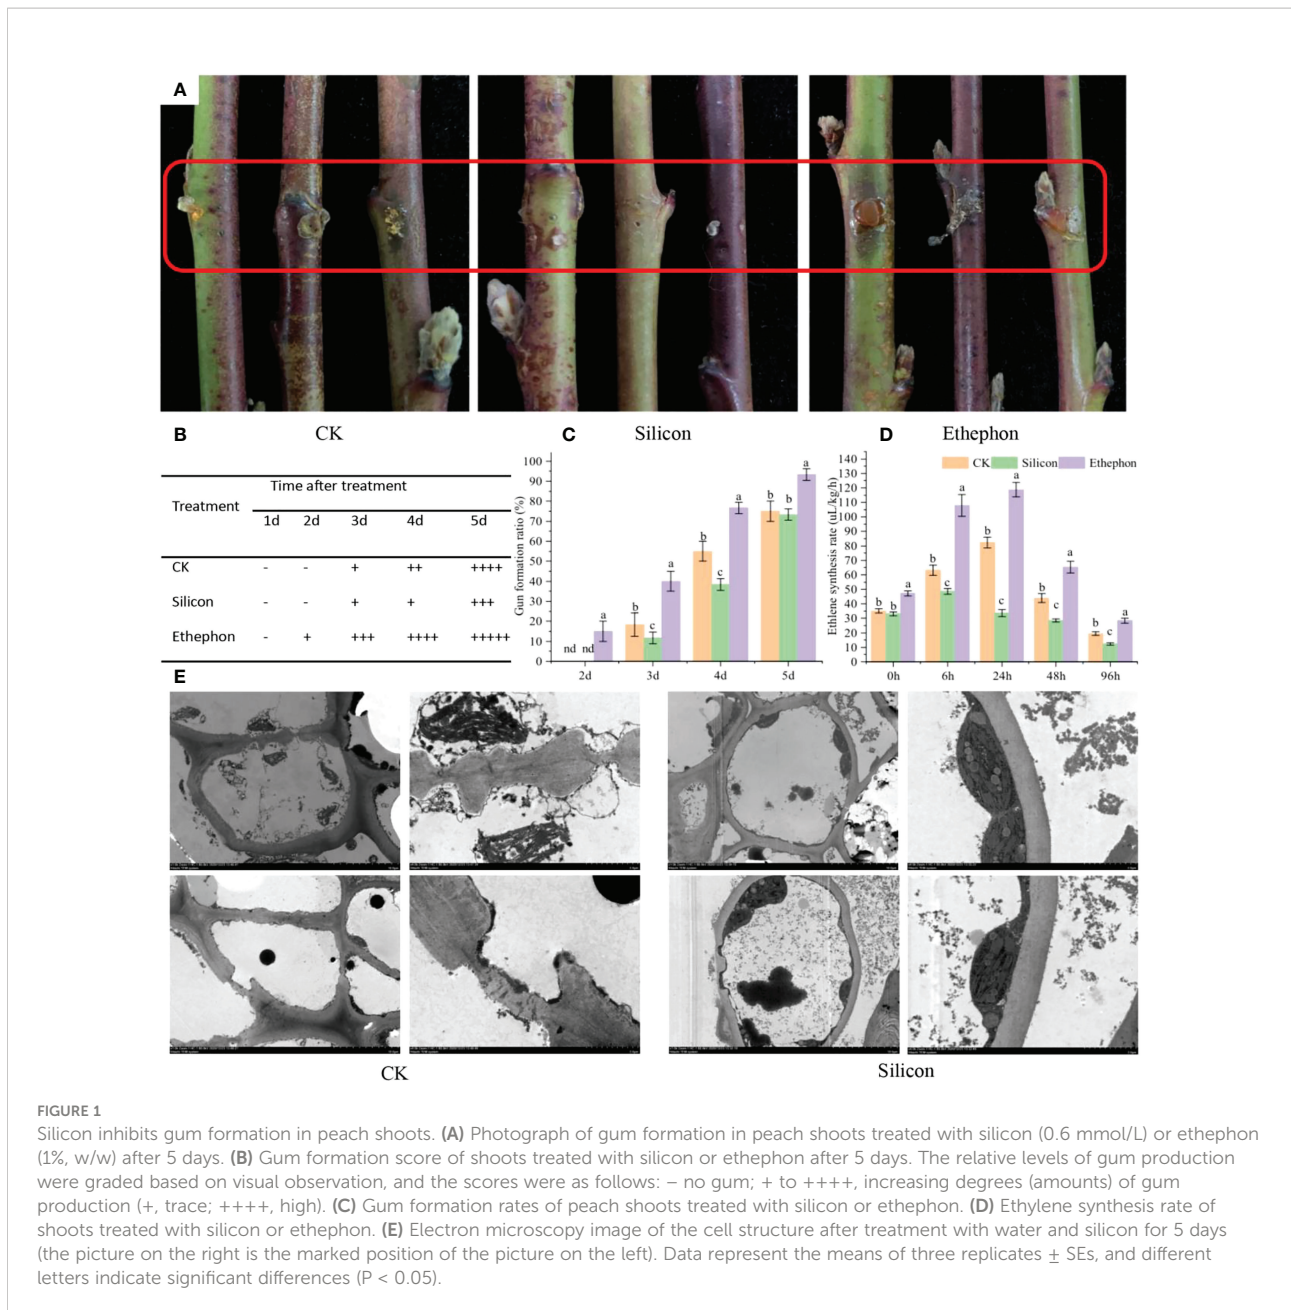 A
CK
Silicon
Ethephon
B
Time after treatment
Treatment
1d 2d 3d 4d 5d
CK - - + ++ ++++
Silicon - - + + +++
Ethephon - + +++ ++++ +++++
C
Gun formation ratio (%)
100
90
80
70
60
50
40
30
20
10
0
nd nd a
b c a
b c a
b b a
2d 3d 4d 5d
D
CK Silicon Ethephon
Ethlene synthesis rate (uL/kg/h)
140
130
120
110
100
90
80
70
60
50
40
30
20
10
0
b b a
b c a
b c a
b c a
b c a
0h 6h 24h 48h 96h
E
CK
Silicon
FIGURE 1
Silicon inhibits gum formation in peach shoots. (A) Photograph of gum formation in peach shoots treated with silicon (0.6 mmol/L) or ethephon
(1%, w/w) after 5 days. (B) Gum formation score of shoots treated with silicon or ethephon after 5 days. The relative levels of gum production
were graded based on visual observation, and the scores were as follows: – no gum; + to ++++, increasing degrees (amounts) of gum
production (+, trace; ++++, high). (C) Gum formation rates of peach shoots treated with silicon or ethephon. (D) Ethylene synthesis rate of
shoots treated with silicon or ethephon. (E) Electron microscopy image of the cell structure after treatment with water and silicon for 5 days
(the picture on the right is the marked position of the picture on the left). Data represent the means of three replicates ± SEs, and different
letters indicate significant differences (P < 0.05).